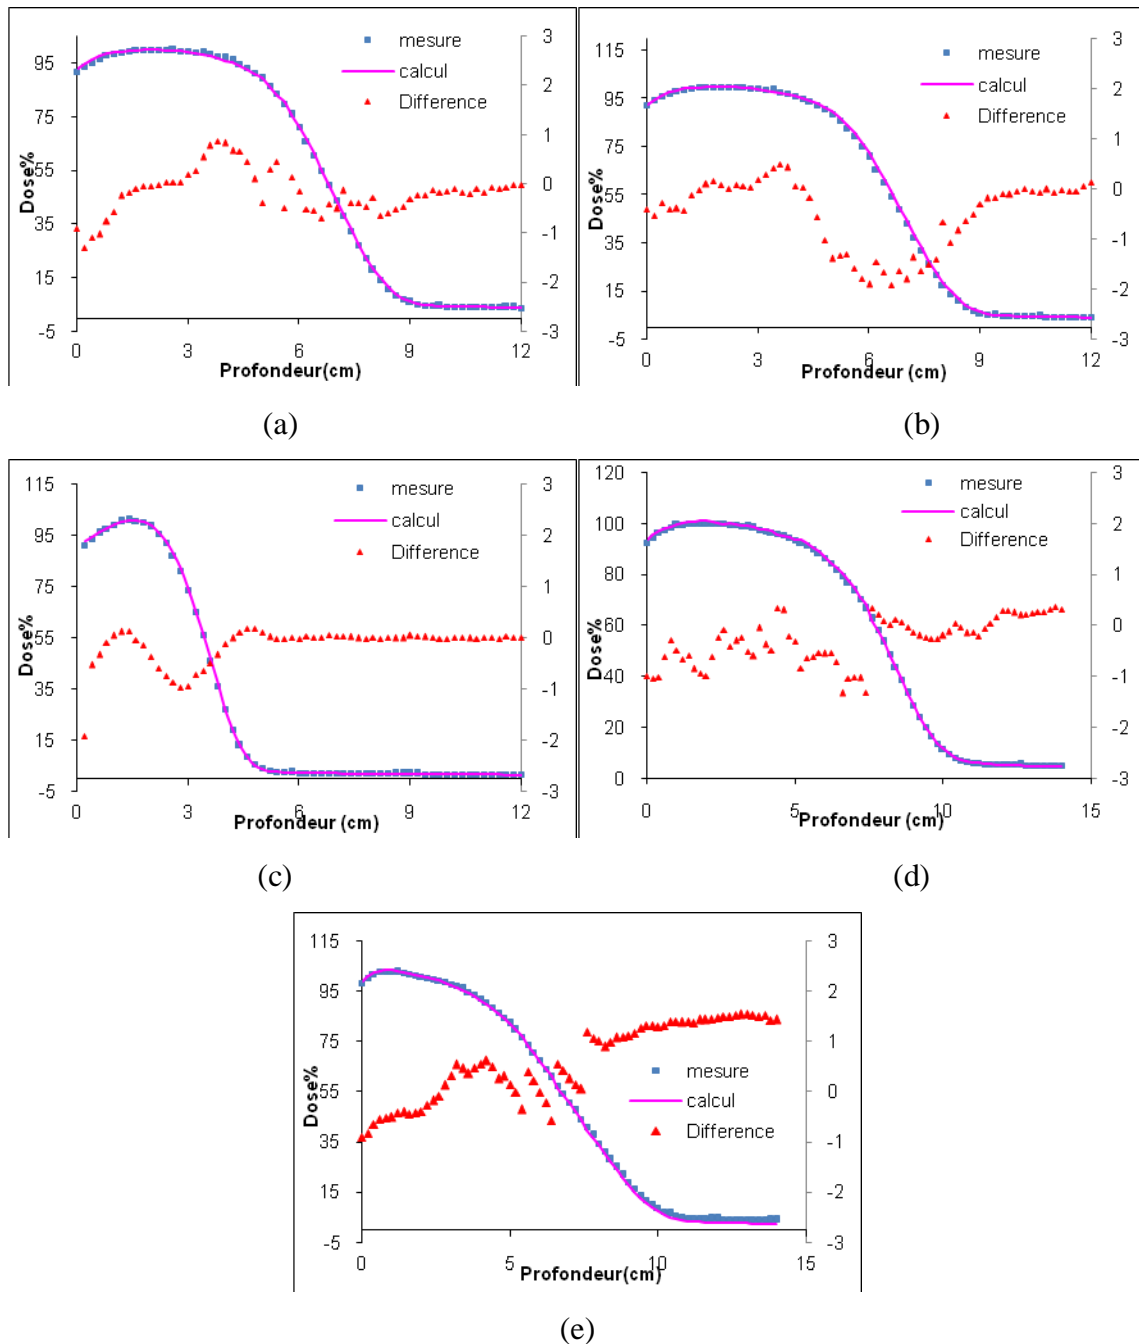 mesure
calcul
Difference
Dose%
95
75
55
35
15
-5
3
2
1
0
-1
-2
-3
0 3 6 9 12
Profondeur(cm)
(a)
mesure
calcul
Difference
Dose%
115
95
75
55
35
15
-5
3
2
1
0
-1
-2
-3
0 3 6 9 12
Profondeur(cm)
(b)
mesure
calcul
Difference
Dose%
115
95
75
55
35
15
-5
3
2
1
0
-1
-2
-3
0 3 6 9 12
Profondeur (cm)
(c)
mesure
calcul
Difference
Dose%
120
100
80
60
40
20
0
3
2
1
0
-1
-2
-3
0 5 10 15
Profondeur (cm)
(d)
mesure
calcul
Difference
Dose%
115
95
75
55
35
15
-5
3
2
1
0
-1
-2
-3
0 5 10 15
Profondeur(cm)
(e)